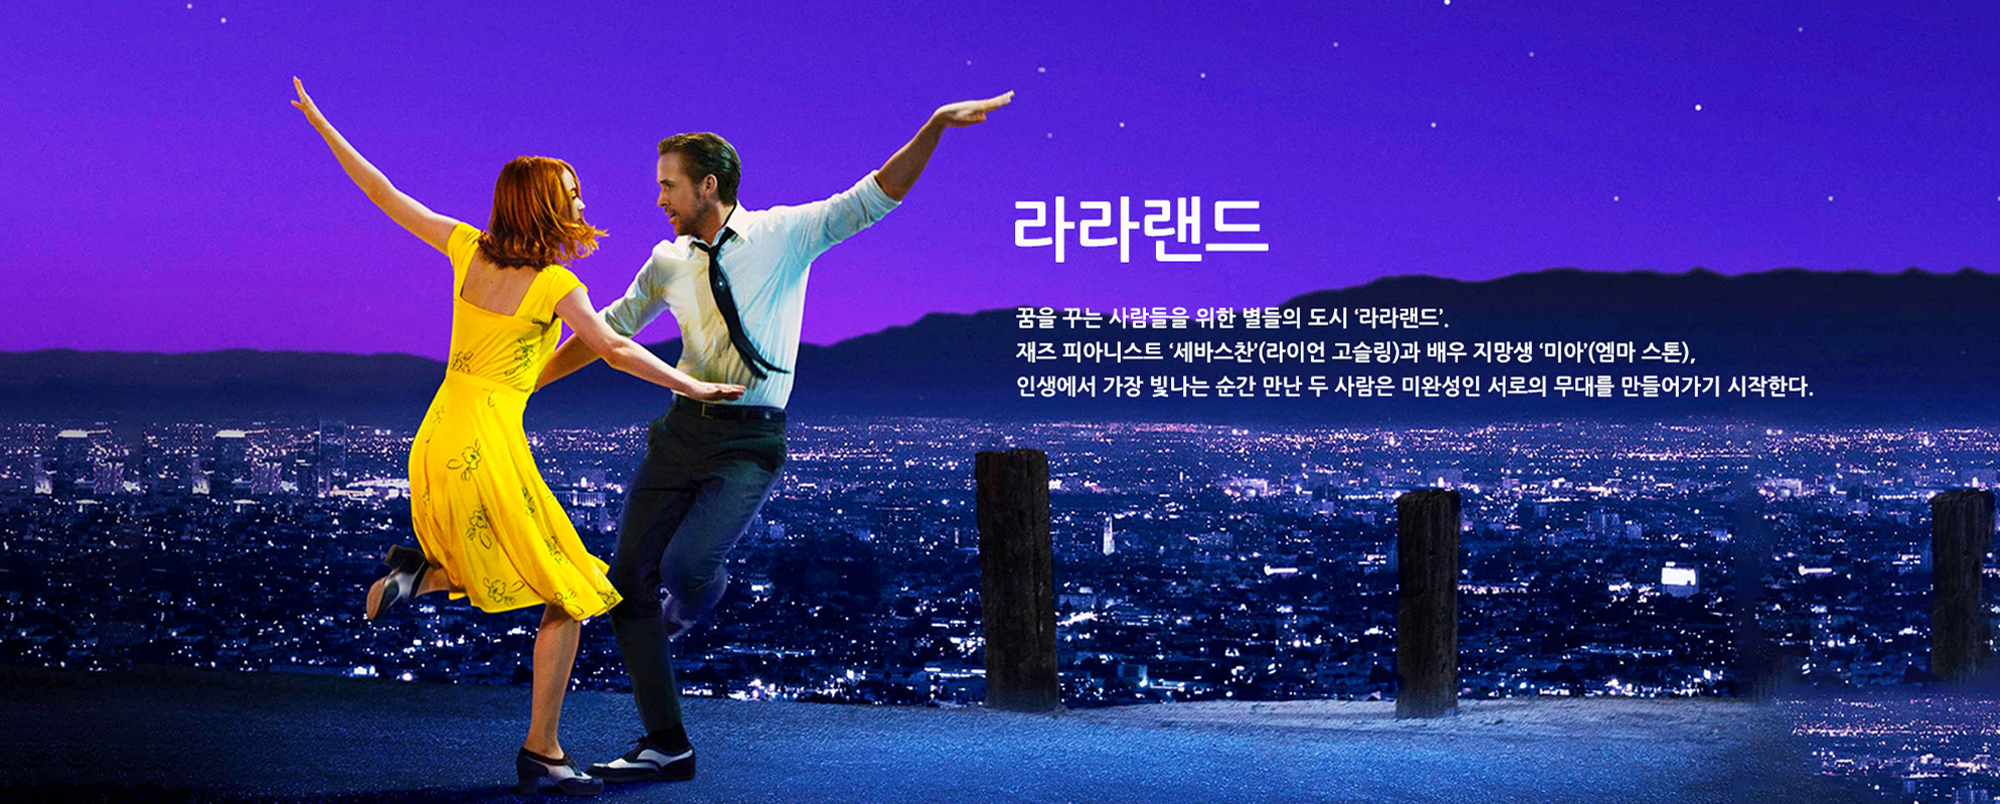 라라랜드
꿈을 꾸는 사람들을 위한 별들의 도시 ‘라라랜드’.
재즈 피아니스트 ‘세바스찬’(라이언 고슬링)과 배우 지망생 ‘미아’(엠마 스톤),
인생에서 가장 빛나는 순간 만난 두 사람은 미완성인 서로의 무대를 만들어가기 시작한다.